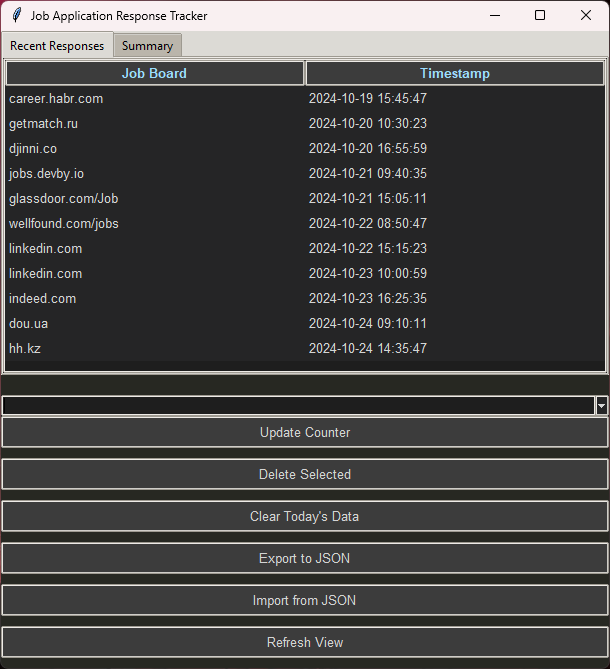 Job Application Response Tracker
Recent Responses Summary
Job Board Timestamp
career.habr.com 2024-10-19 15:45:47
getmatch.ru 2024-10-20 10:30:23
djinni.co 2024-10-20 16:55:59
jobs.devby.io 2024-10-21 09:40:35
glassdoor.com/Job 2024-10-21 15:05:11
wellfound.com/jobs 2024-10-22 08:50:47
linkedin.com 2024-10-22 15:15:23
linkedin.com 2024-10-23 10:00:59
indeed.com 2024-10-23 16:25:35
dou.ua 2024-10-24 09:10:11
hh.kz 2024-10-24 14:35:47
Update Counter
Delete Selected
Clear Today's Data
Export to JSON
Import from JSON
Refresh View